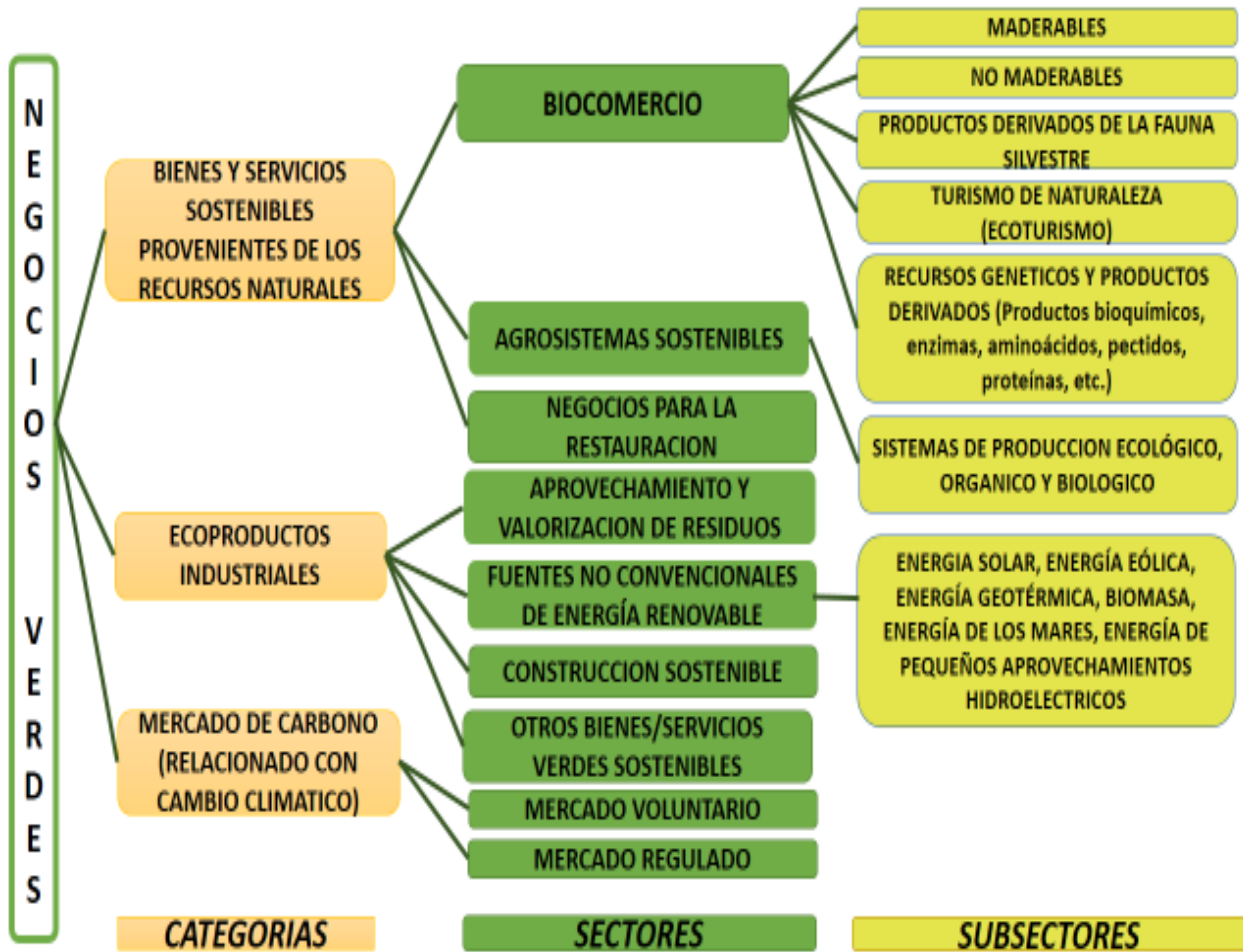 NEGOCIOS VERDES
BIENES Y SERVICIOS
SOSTENIBLES
PROVENIENTES DE LOS
RECURSOS NATURALES
ECOPRODUCTOS
INDUSTRIALES
MERCADO DE CARBONO
(RELACIONADO CON
CAMBIO CLIMATICO)
CATEGORIAS
BIOCOMERCIO
AGROSISTEMAS SOSTENIBLES
NEGOCIOS PARA LA
RESTAURACION
APROVECHAMIENTO Y
VALORIZACION DE RESIDUOS
FUENTES NO CONVENCIONALES
DE ENERGÍA RENOVABLE
CONSTRUCCION SOSTENIBLE
OTROS BIENES/SERVICIOS
VERDES SOSTENIBLES
MERCADO VOLUNTARIO
MERCADO REGULADO
SECTORES
MADERABLES
NO MADERABLES
PRODUCTOS DERIVADOS DE LA FAUNA
SILVESTRE
TURISMO DE NATURALEZA
(ECOTURISMO)
RECURSOS GENETICOS Y PRODUCTOS
DERIVADOS (Productos bioquímicos,
enzimas, aminoácidos, pectidos,
proteínas, etc.)
SISTEMAS DE PRODUCCION ECOLÓGICO,
ORGANICO Y BIOLOGICO
ENERGIA SOLAR, ENERGÍA EÓLICA,
ENERGÍA GEOTÉRMICA, BIOMASA,
ENERGÍA DE LOS MARES, ENERGÍA DE
PEQUEÑOS APROVECHAMIENTOS
HIDROELECTRICOS
SUBSECTORES